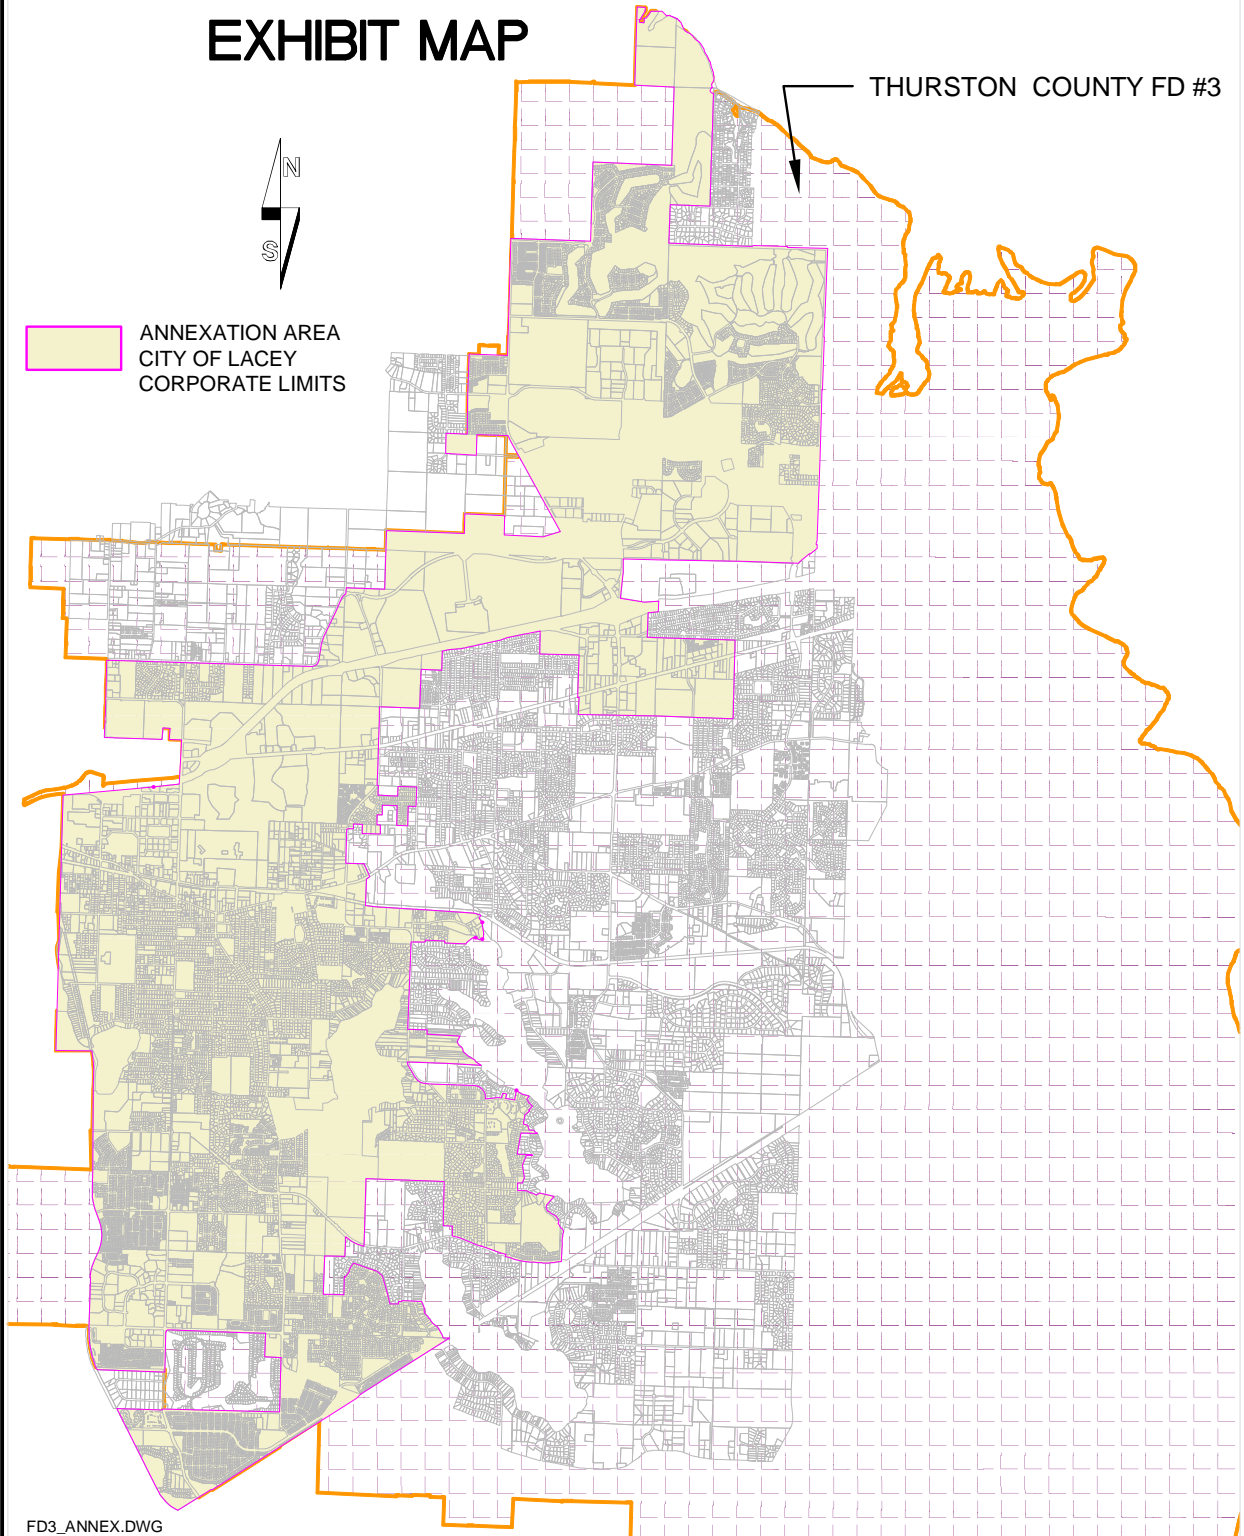 EXHIBIT MAP
THURSTON COUNTY FD #3
N
S
ANNEXATION AREA
CITY OF LACEY
CORPORATE LIMITS
FD3_ANNEX.DWG